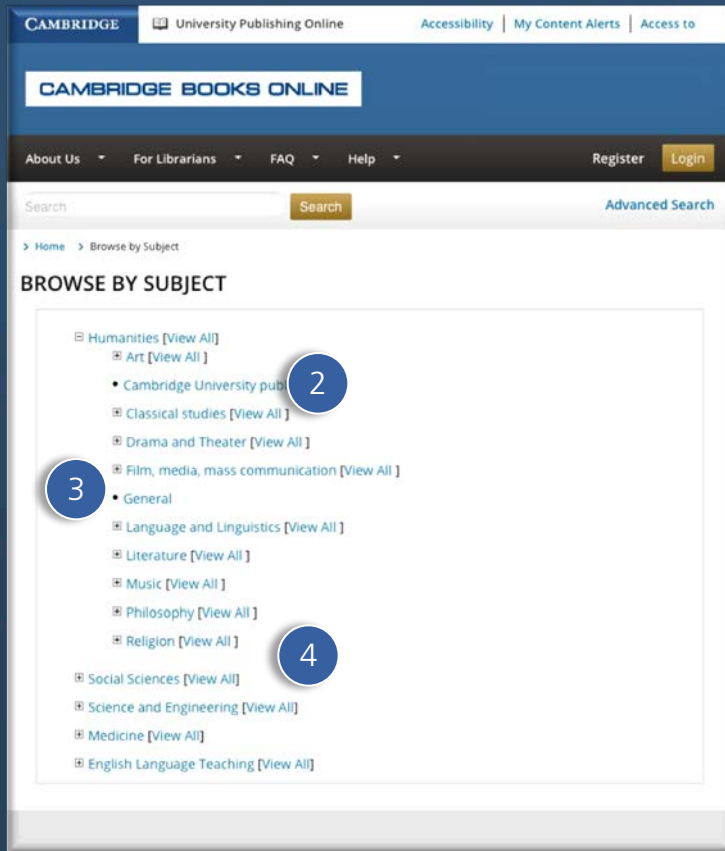 CAMBRIDGE University Publishing Online Accessibility | My Content Alerts | Access to
CAMBRIDGE BOOKS ONLINE
About Us For Librarians FAQ Help Register Login
Search Search Advanced Search
> Home > Browse by Subject
BROWSE BY SUBJECT
Humanities [View All]
Art [View All ]
• Cambridge University publ
2
Classical studies [View All ]
Drama and Theater [View All ]
Film, media, mass communication [View All ]
3
• General
Language and Linguistics [View All ]
Literature [View All ]
Music [View All ]
Philosophy [View All ]
Religion [View All ]
4
Social Sciences [View All]
Science and Engineering [View All]
Medicine [View All]
English Language Teaching [View All]